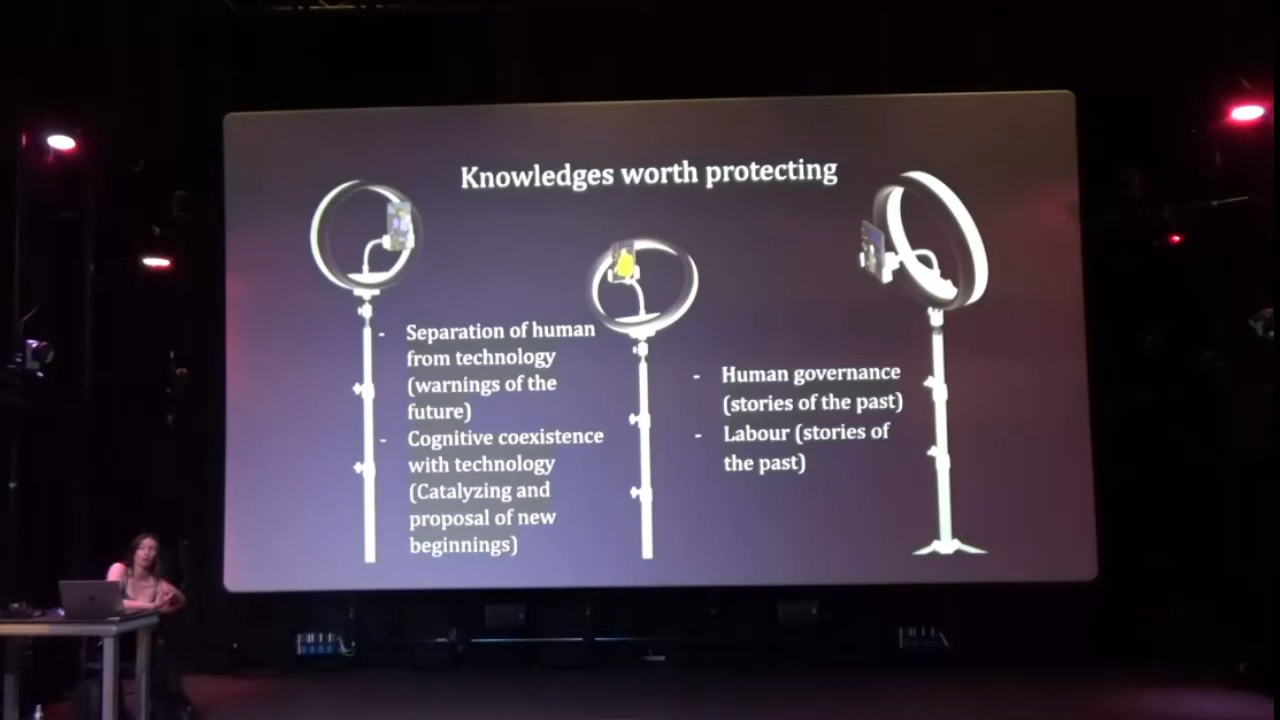 Knowledges worth protecting
- Separation of human
from technology
(warnings of the
future)
- Cognitive coexistence
with technology
(Catalyzing and
proposal of new
beginnings)
- Human governance
(stories of the past)
- Labour (stories of
the past)